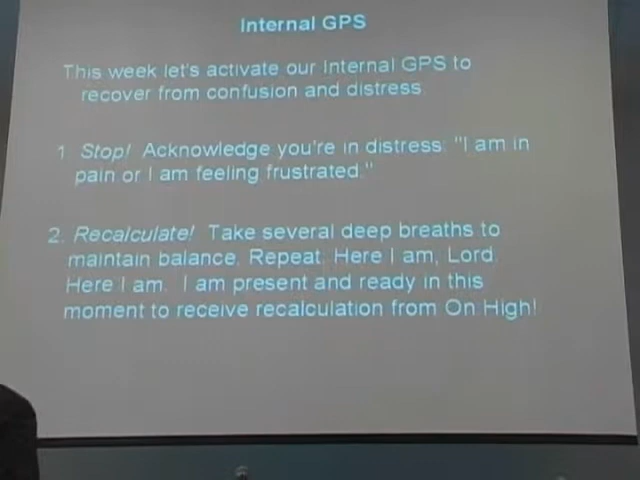 Internal GPS
This week let's activate our Internal GPS to
recover from confusion and distress.
1. Stop! Acknowledge you're in distress: "I am in
pain or I am feeling frustrated."
2. Recalculate! Take several deep breaths to
maintain balance. Repeat: Here I am, Lord.
Here I am. I am present and ready in this
moment to receive recalculation from On High!